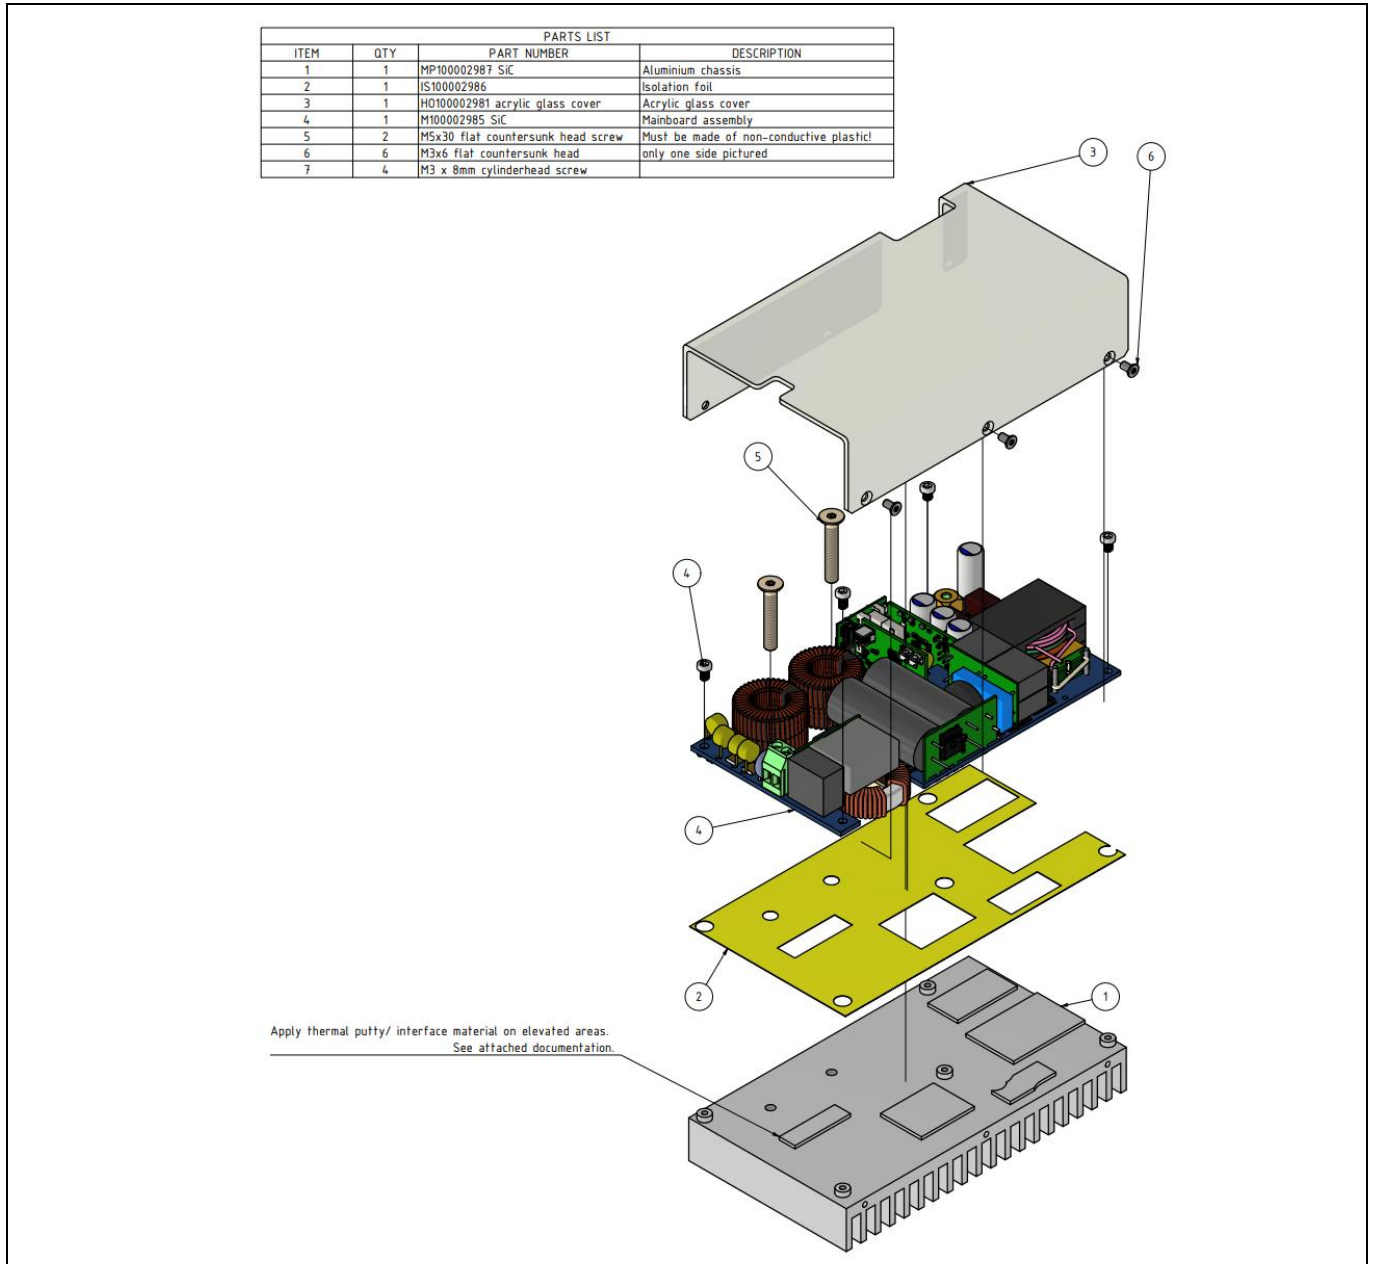 PARTS LIST
ITEM QTY PART NUMBER DESCRIPTION
1 1 MP100002987 SiC Aluminium chassis
2 1 IS100002986 Isolation foil
3 1 HO100002981 acrylic glass cover Acrylic glass cover
4 1 M100002985 SiC Mainboard assembly
5 2 M5x30 flat countersunk head screw Must be made of non-conductive plastic!
6 6 M3x6 flat countersunk head only one side pictured
7 4 M3 x 8mm cylinderhead screw
3
6
5
4
4
2
1
Apply thermal putty/ interface material on elevated areas.
See attached documentation.